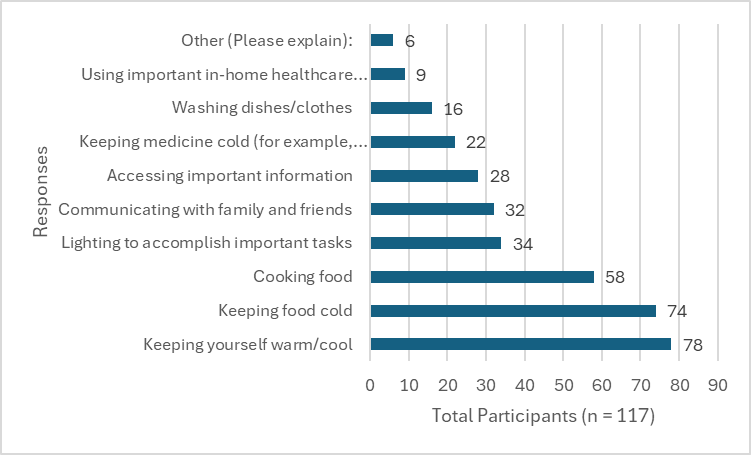 Other (Please explain): 6
Using important in-home healthcare... 9
Washing dishes/clothes 16
Keeping medicine cold (for example,... 22
Accessing important information 28
Communicating with family and friends 32
Lighting to accomplish important tasks 34
Cooking food 58
Keeping food cold 74
Keeping yourself warm/cool 78
Responses
0 10 20 30 40 50 60 70 80 90
Total Participants (n = 117)